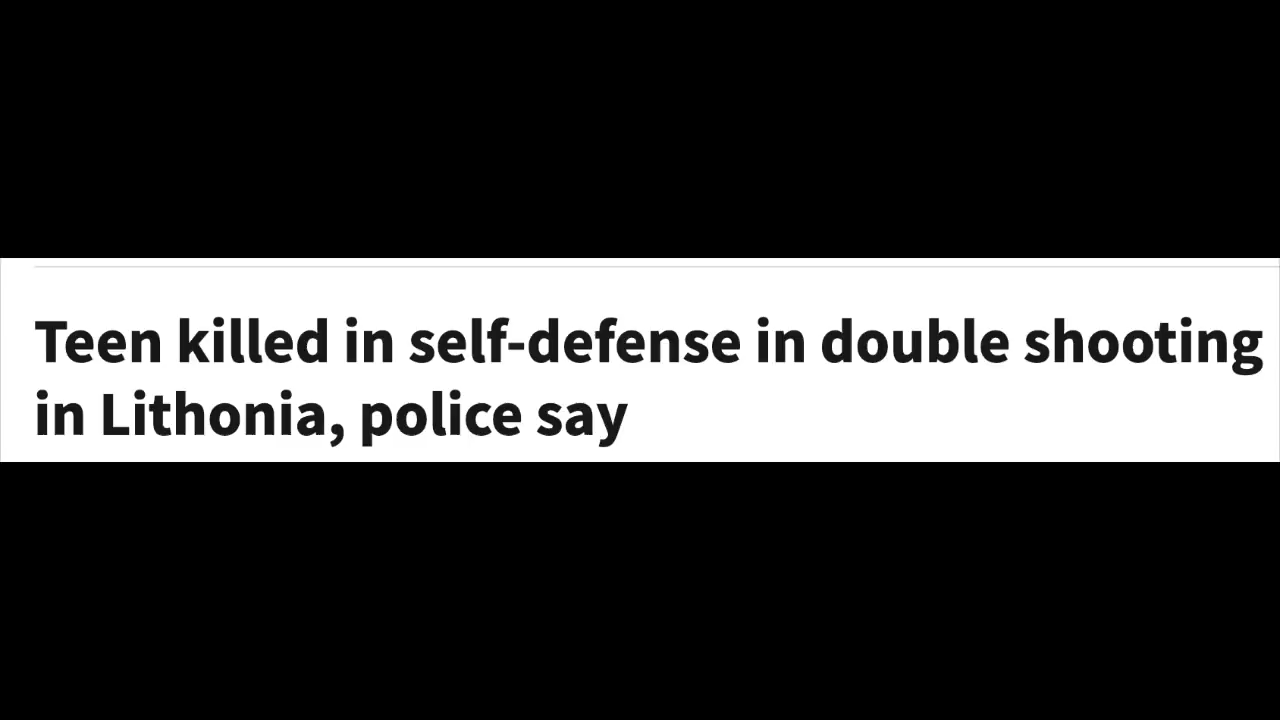 Teen killed in self-defense in double shooting
in Lithonia, police say